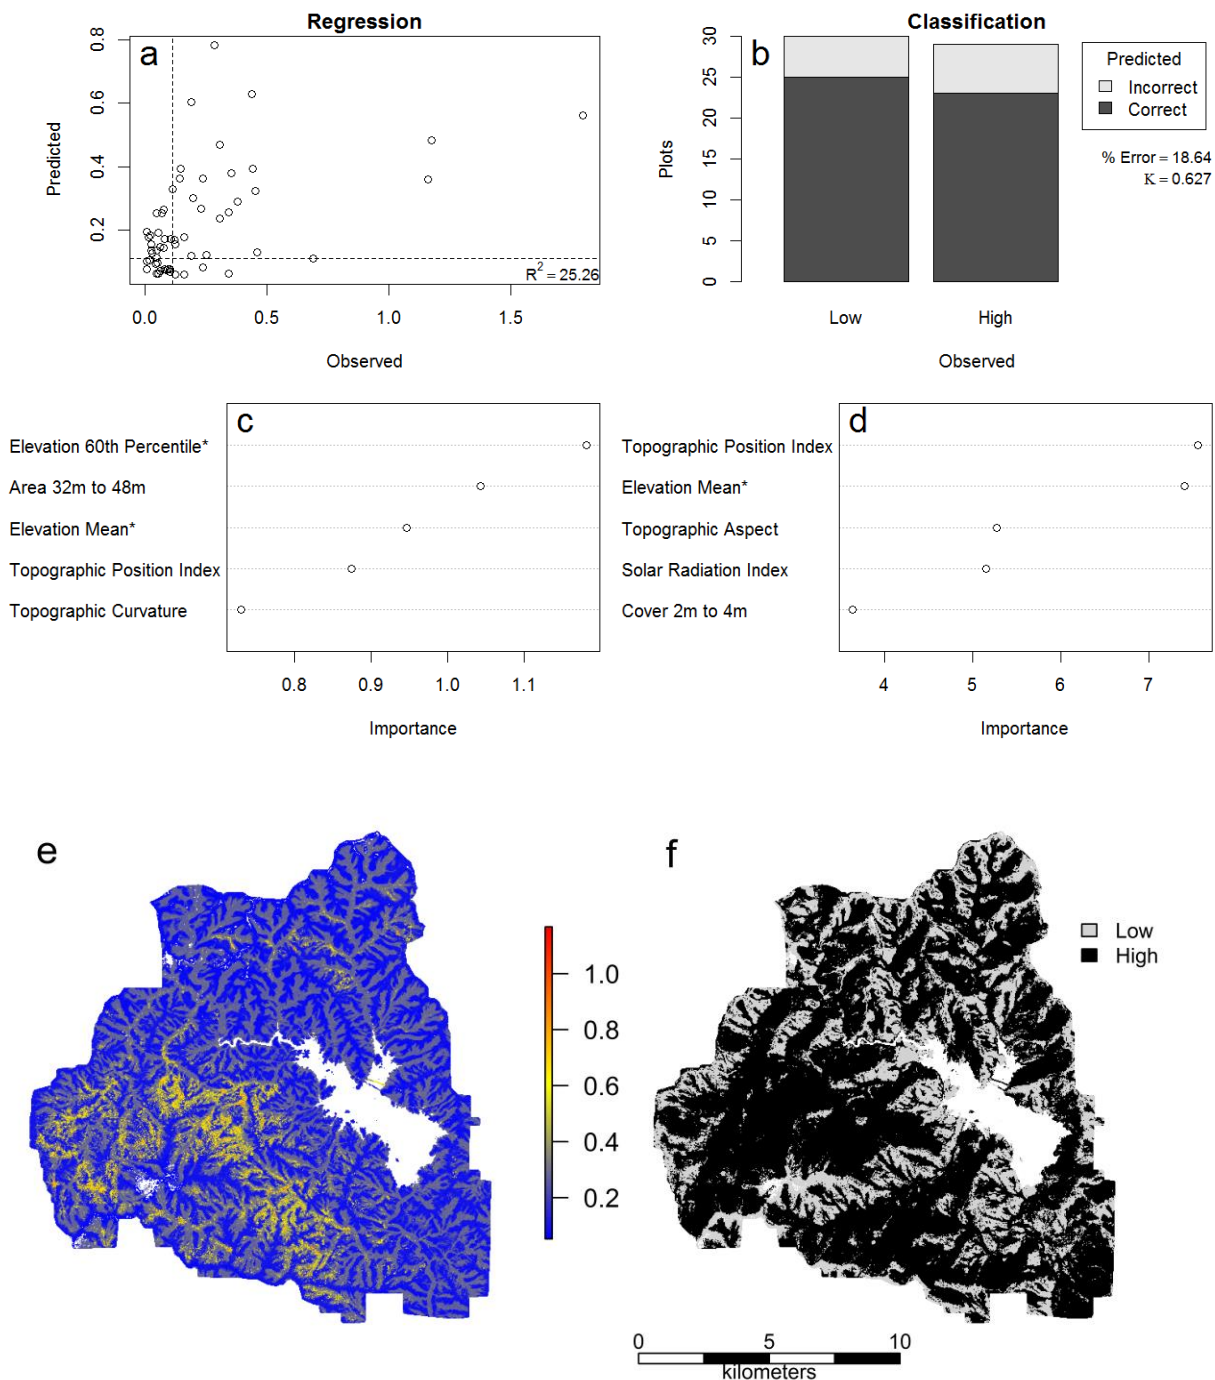 Regression
a
0.8
0.6
0.4
0.2
Predicted
R² = 25.26
0.0 0.5 1.0 1.5
Observed
Classification
b
30
25
20
15
10
5
0
Plots
Low High
Observed
Predicted
Incorrect
Correct
% Error = 18.64
K = 0.627
c
Elevation 60th Percentile*
Area 32m to 48m
Elevation Mean*
Topographic Position Index
Topographic Curvature
0.8 0.9 1.0 1.1
Importance
d
Topographic Position Index
Elevation Mean*
Topographic Aspect
Solar Radiation Index
Cover 2m to 4m
4 5 6 7
Importance
e
1.0
0.8
0.6
0.4
0.2
f
Low
High
0 5 10
kilometers